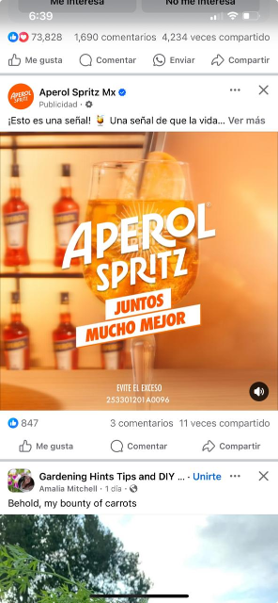 Me interesa
No me interesa
6:39
73,828
1,690 comentarios 4,234 veces compartido
Me gusta
Comentar
Enviar
Compartir
APEROL
SPRITZ
Aperol Spritz Mx
Publicidad ·
¡Esto es una señal! 🍹 Una señal de que la vida... Ver más
APEROL
SPRITZ
JUNTOS
MUCHO MEJOR
EVITE EL EXCESO
253301201A0096
847
3 comentarios 11 veces compartido
Me gusta
Comentar
Compartir
Gardening Hints Tips and DIY ... · Unirte
Amalia Mitchell · 1 día ·
Behold, my bounty of carrots